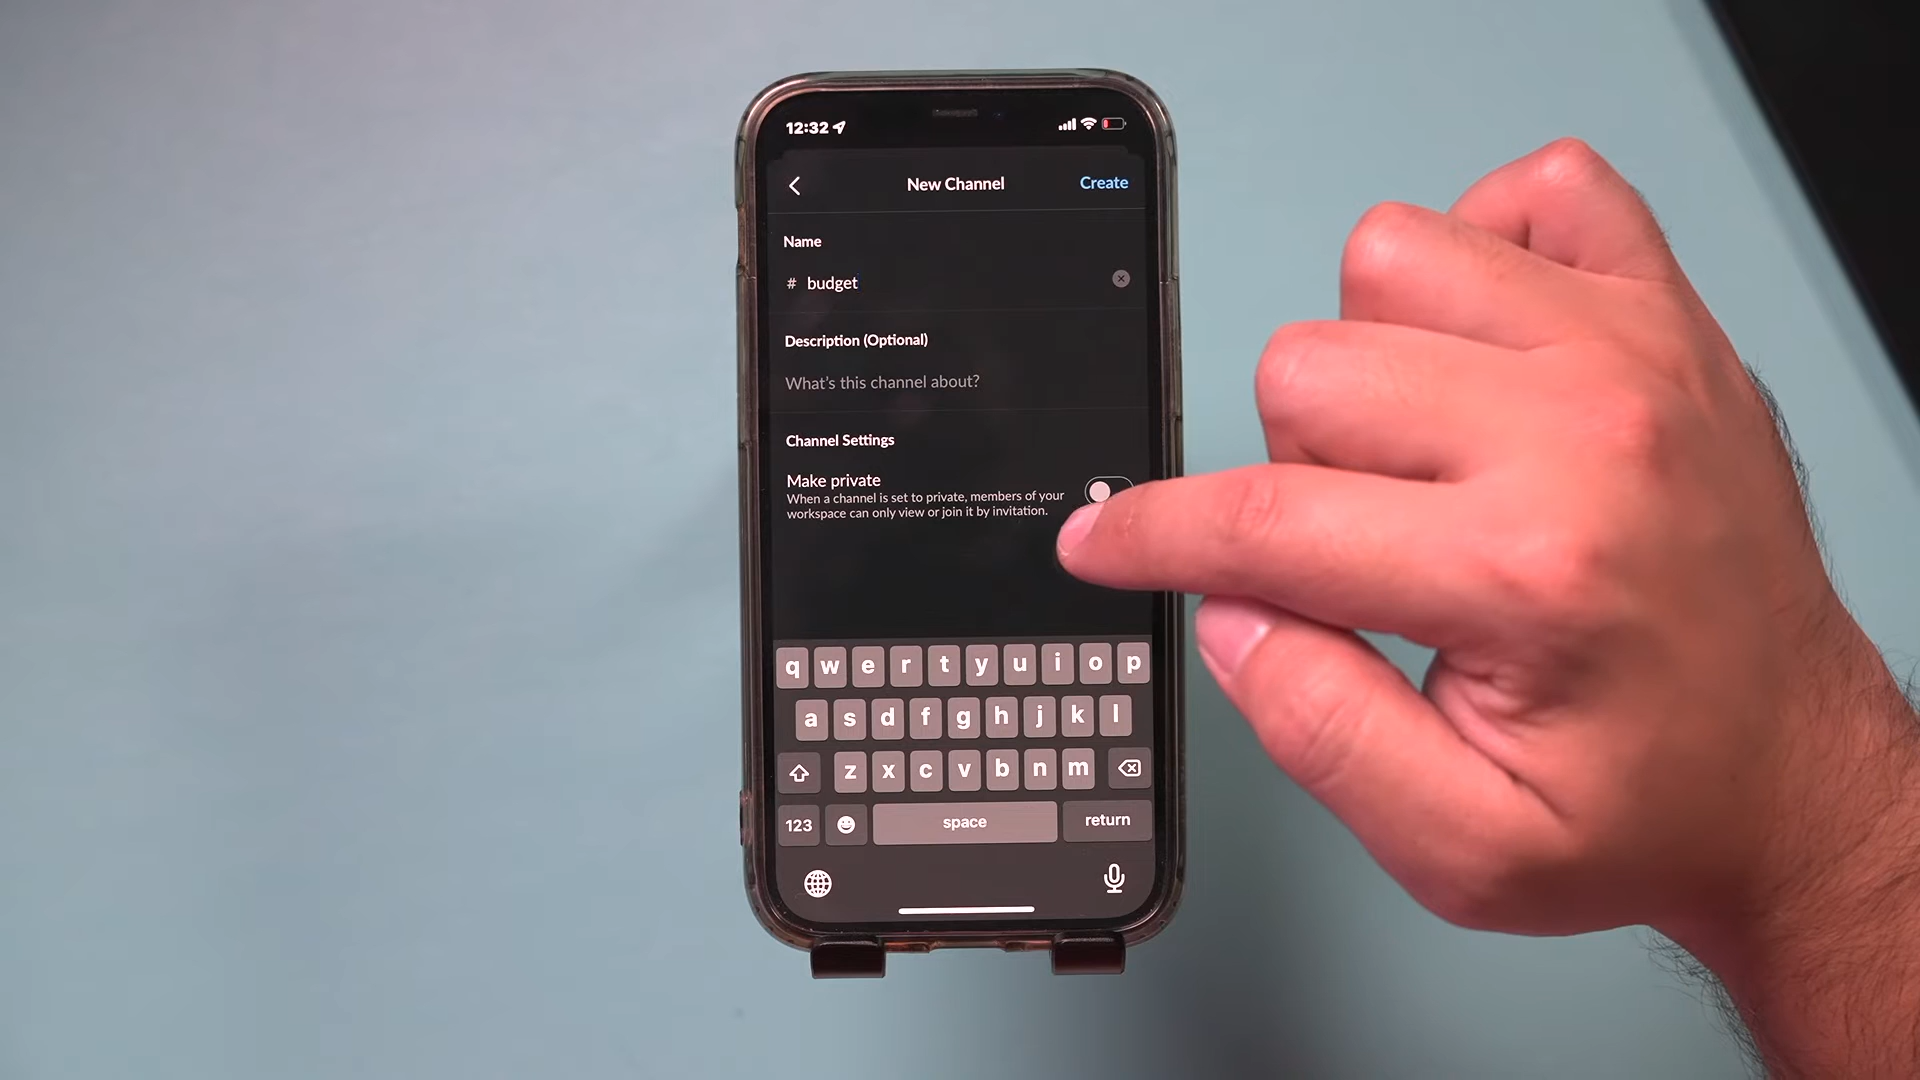 12:32
New Channel
Create
Name
# budget
Description (Optional)
What's this channel about?
Channel Settings
Make private
When a channel is set to private, members of your
workspace can only view or join it by invitation.
q w e r t y u i o p
a s d f g h j k l
z x c v b n m
123
space
return